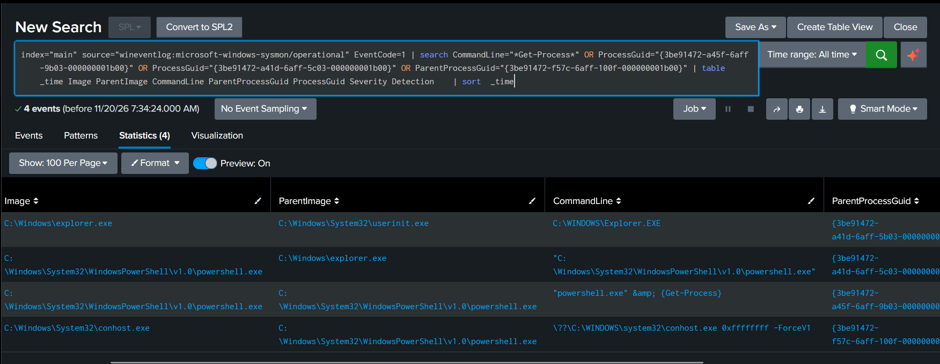 New Search
SPL
Convert to SPL2
Save As
Create Table View
Close
index="main" source="wineventlog:microsoft-windows-sysmon/operational" EventCode=1 | search CommandLine="*Get-Process*" OR ProcessGuid="{3be91472-a45f-6aff
-9b03-000000001b00}" OR ProcessGuid="{3be91472-a41d-6aff-5c03-00000001b00}" OR ParentProcessGuid="{3be91472-f57c-6aff-100f-000000001b00}" | table
_time Image ParentImage CommandLine ParentProcessGuid ProcessGuid Severity Detection | sort _time
Time range: All time
4 events (before 11/20/26 7:34:24.000 AM)
No Event Sampling
Job
Smart Mode
Events
Patterns
Statistics (4)
Visualization
Show: 100 Per Page
Format
Preview: On
Image
ParentImage
CommandLine
ParentProcessGuid
C:\Windows\explorer.exe
C:\Windows\System32\userinit.exe
C:\WINDOWS\Explorer.EXE
{3be91472-
a41d-6aff-5b03-00000000
C:
\Windows\System32\WindowsPowerShell\v1.0\powershell.exe
C:\Windows\explorer.exe
"C:
\Windows\System32\WindowsPowerShell\v1.0\powershell.exe"
{3be91472-
a41d-6aff-5c03-00000000
C:
\Windows\System32\WindowsPowerShell\v1.0\powershell.exe
C:
\Windows\System32\WindowsPowerShell\v1.0\powershell.exe
"powershell.exe" &amp; {Get-Process}
{3be91472-
a45f-6aff-9b03-00000000
C:\Windows\System32\conhost.exe
C:
\Windows\System32\WindowsPowerShell\v1.0\powershell.exe
\??\C:\WINDOWS\system32\conhost.exe 0xffffffff -ForceV1
{3be91472-
f57c-6aff-100f-00000000